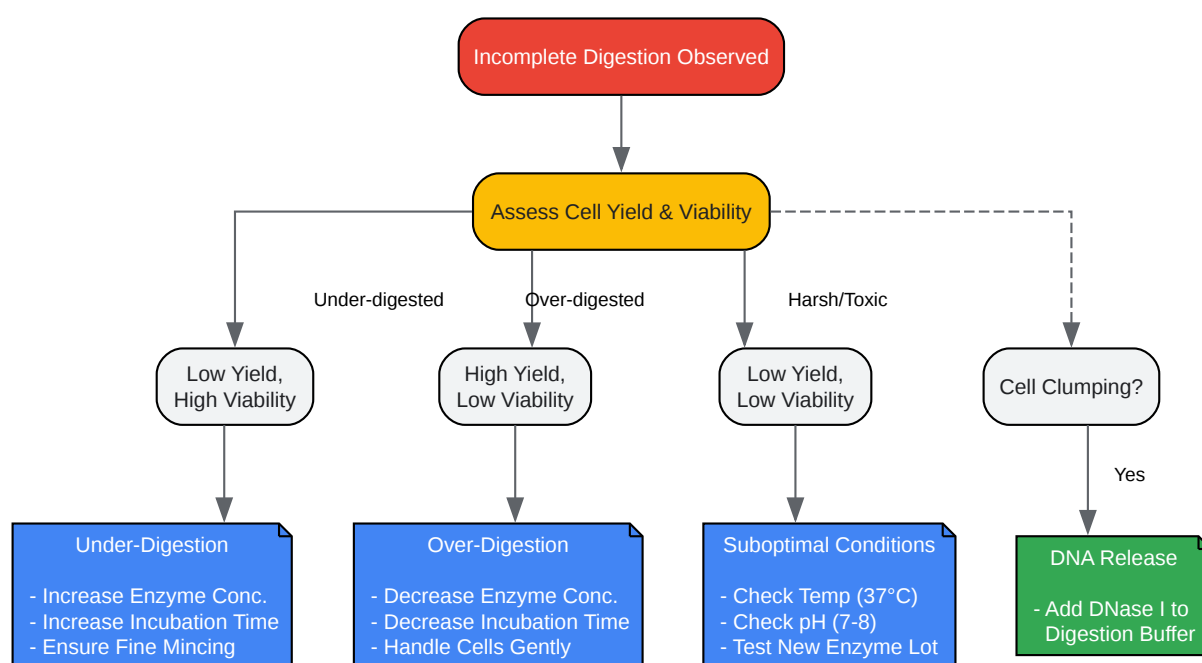 Incomplete Digestion Observed
Assess Cell Yield & Viability
Under-digested
Over-digested
Harsh/Toxic
Low Yield,
High Viability
High Yield,
Low Viability
Low Yield,
Low Viability
Cell Clumping?
Yes
Under-Digestion
- Increase Enzyme Conc.
- Increase Incubation Time
- Ensure Fine Mincing
Over-Digestion
- Decrease Enzyme Conc.
- Decrease Incubation Time
- Handle Cells Gently
Suboptimal Conditions
- Check Temp (37°C)
- Check pH (7-8)
- Test New Enzyme Lot
DNA Release
- Add DNase I to
Digestion Buffer